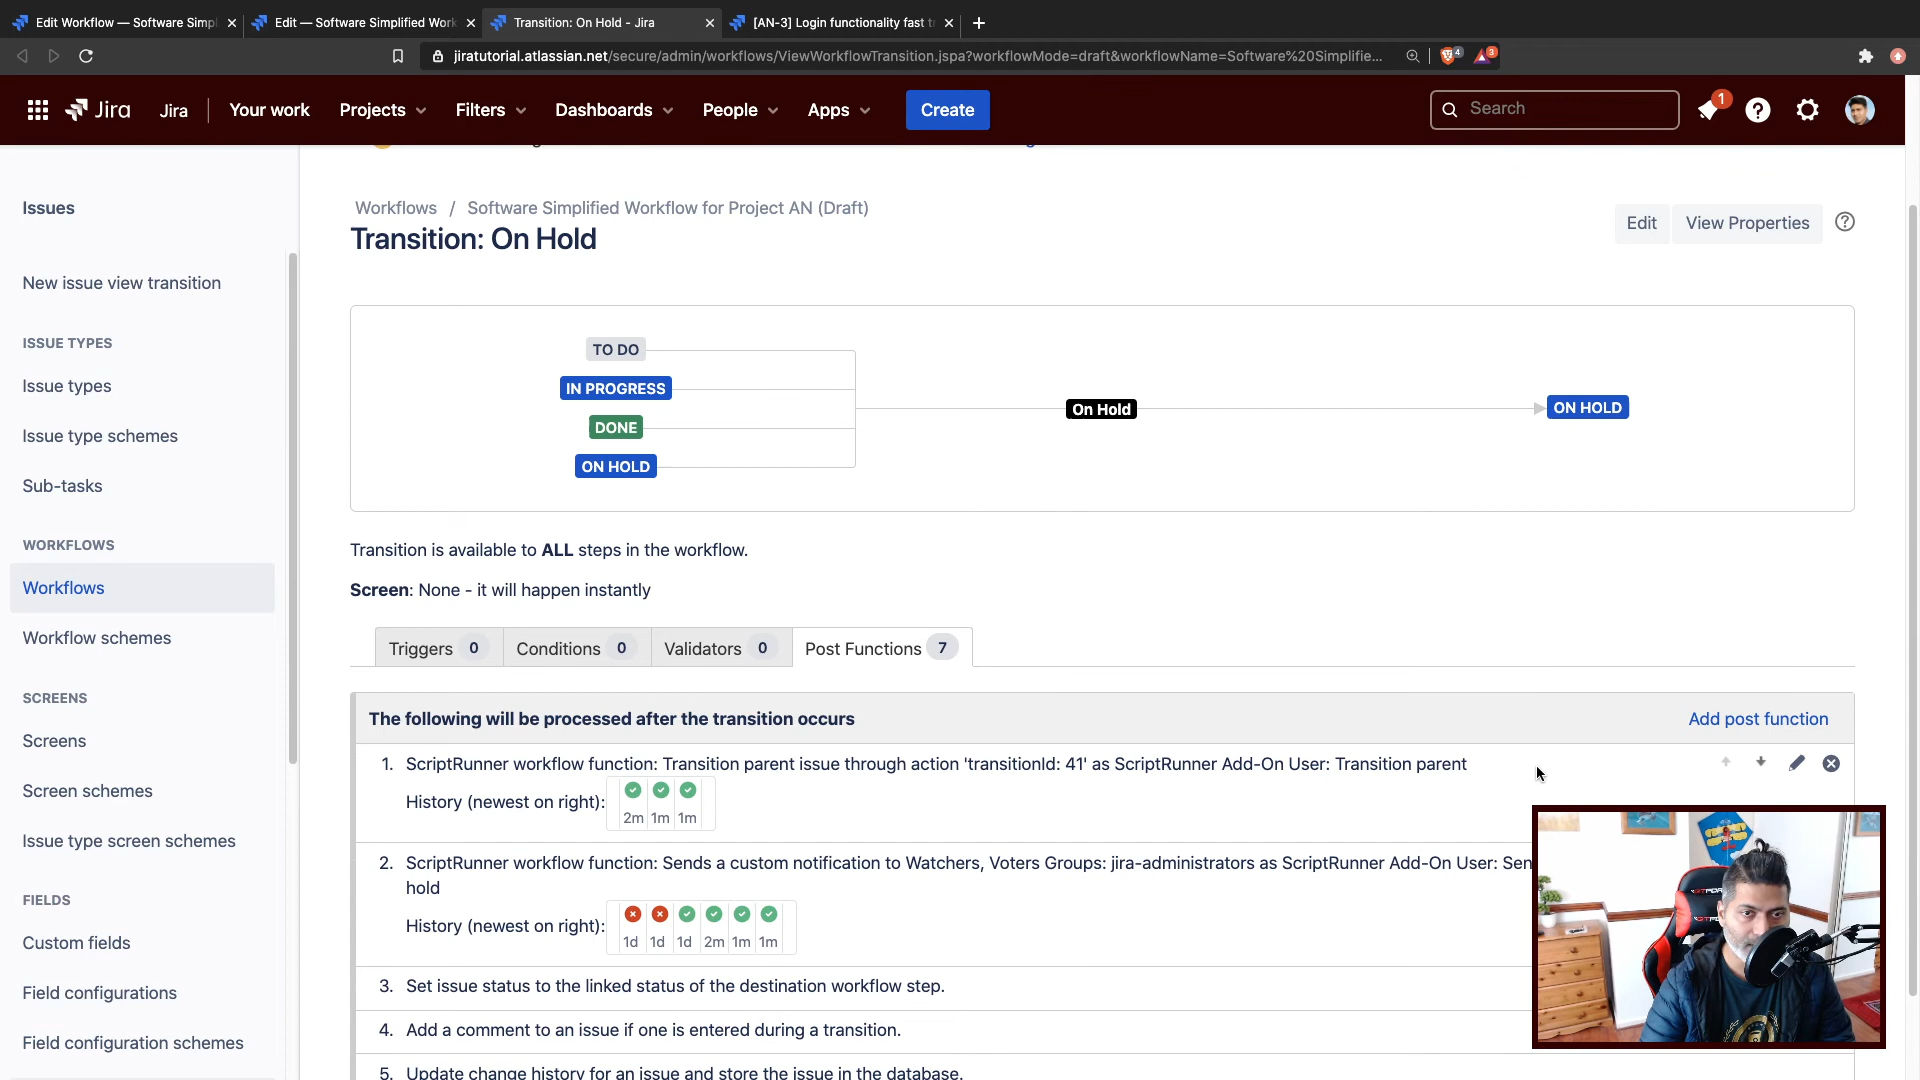 Edit Workflow — Software Simpl
Edit — Software Simplified Work
Transition: On Hold - Jira
[AN-3] Login functionality fast t
jiratutorial.atlassian.net/secure/admin/workflows/ViewWorkflowTransition.jspa?workflowMode=draft&workflowName=Software%20Simplifie...
4
3
Jira
Jira
Your work
Projects
Filters
Dashboards
People
Apps
Create
Search
1
Issues
New issue view transition
ISSUE TYPES
Issue types
Issue type schemes
Sub-tasks
WORKFLOWS
Workflows
Workflow schemes
SCREENS
Screens
Screen schemes
Issue type screen schemes
FIELDS
Custom fields
Field configurations
Field configuration schemes
Workflows / Software Simplified Workflow for Project AN (Draft)
Transition: On Hold
Edit
View Properties
TO DO
IN PROGRESS
DONE
ON HOLD
On Hold
ON HOLD
Transition is available to ALL steps in the workflow.
Screen: None - it will happen instantly
Triggers 0
Conditions 0
Validators 0
Post Functions 7
The following will be processed after the transition occurs
Add post function
1. ScriptRunner workflow function: Transition parent issue through action 'transitionId: 41' as ScriptRunner Add-On User: Transition parent
History (newest on right):
2m 1m 1m
2. ScriptRunner workflow function: Sends a custom notification to Watchers, Voters Groups: jira-administrators as ScriptRunner Add-On User: Sen
hold
History (newest on right):
1d 1d 1d 2m 1m 1m
3. Set issue status to the linked status of the destination workflow step.
4. Add a comment to an issue if one is entered during a transition.
5. Update change history for an issue and store the issue in the database.